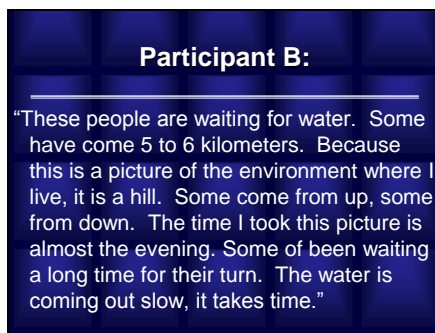 Participant B:
“These people are waiting for water.  Some
have come 5 to 6 kilometers.  Because
this is a picture of the environment where I
live, it is a hill.  Some come from up, some
from down.  The time I took this picture is
almost the evening. Some of been waiting
a long time for their turn.  The water is
coming out slow, it takes time.”